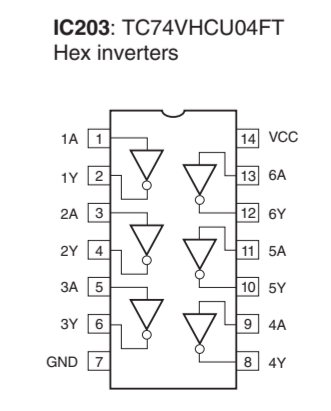 IC203: TC74VHCU04FT
Hex inverters
1A 1 14 VCC
1Y 2 13 6A
2A 3 12 6Y
2Y 4 11 5A
3A 5 10 5Y
3Y 6 9 4A
GND 7 8 4Y